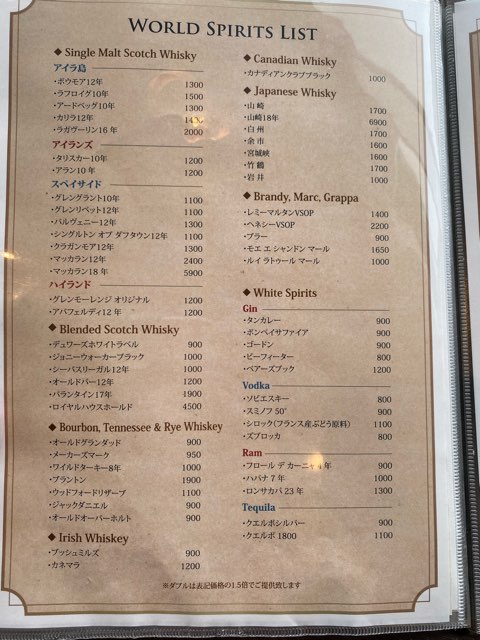 WORLD SPIRITS LIST
◆ Single Malt Scotch Whisky
アイラ島
・ボウモア12年 1300
・ラフロイグ10年 1500
・アードベッグ10年 1300
・カリラ12年
・ラガヴーリン16 年 2000
アイランズ
・タリスカー10年 1200
・アラン10 年 1200
スペイサイド
・グレングラント10年 1100
・グレンリベット12年 1100
・バルヴェニー12年 1300
・シングルトン オブ ダフタウン12年 1100
・クラガンモア12年 1300
・マッカラン12年 2400
・マッカラン18 年 5900
ハイランド
・グレンモーレンジ オリジナル 1200
・アバフェルディ12 年 1200
◆ Blended Scotch Whisky
・デュワーズホワイトラベル 900
・ジョニーウォーカーブラック 1000
・シーバスリーガル12年 1000
・オールドパー12年 1200
・バランタイン17年 1900
・ロイヤルハウスホールド 4500
◆ Bourbon, Tennessee & Rye Whiskey
・オールドグランダッド 900
・メーカーズマーク 950
・ワイルドターキー8年 1000
・ブラントン 1900
・ウッドフォードリザーブ 1100
・ジャックダニエル 900
・オールドオーバーホルト 900
◆ Irish Whiskey
・ブッシュミルズ 900
・カネマラ 1200
◆ Canadian Whisky
・カナディアンクラブブラック 1000
◆ Japanese Whisky
・山 崎 1700
・山崎18年 6900
・白 州 1700
・余 市 1600
・宮城峡 1600
・竹 鶴 1700
・岩 井 1000
◆ Brandy, Marc, Grappa
・レミーマルタンVSOP 1400
・ヘネシーVSOP 2200
・ブラー 900
・モエ エ シャンドン マール 1650
・ルイ ラトゥール マール 1000
◆ White Spirits
Gin
・タンカレー 900
・ボンベイサファイア 900
・ゴードン 900
・ビーフィーター 800
・ベアーズブック 1200
Vodka
・ソビエスキー 800
・スミノフ 50° 900
・シロック(フランス産ぶどう原料) 1100
・ズブロッカ 800
Ram
・フロール デ カーニャ 年 900
・ハバナ 7 年 1000
・ロンサカパ 23 年 1300
Tequila
・クエルボシルバー 900
・クエルボ 1800 1100
※ダブルは表記価格の1.5倍でご提供致します